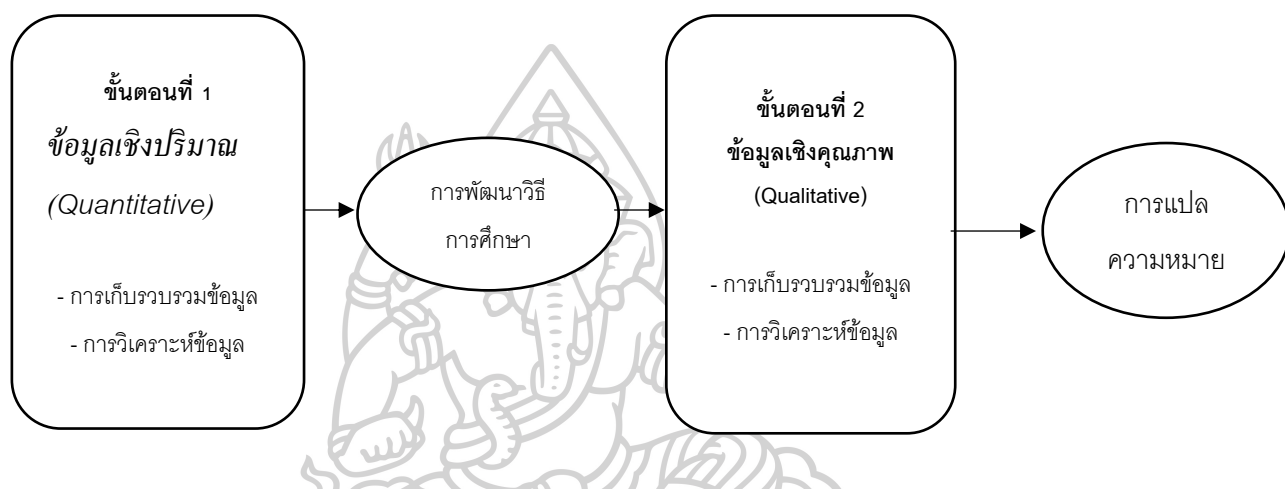 ขั้นตอนที่ 1
ข้อมูลเชิงปริมาณ
(Quantitative)
- การเก็บรวบรวมข้อมูล
- การวิเคราะห์ข้อมูล
การพัฒนาวิธี
การศึกษา
ขั้นตอนที่ 2
ข้อมูลเชิงคุณภาพ
(Qualitative)
- การเก็บรวบรวมข้อมูล
- การวิเคราะห์ข้อมูล
การแปล
ความหมาย